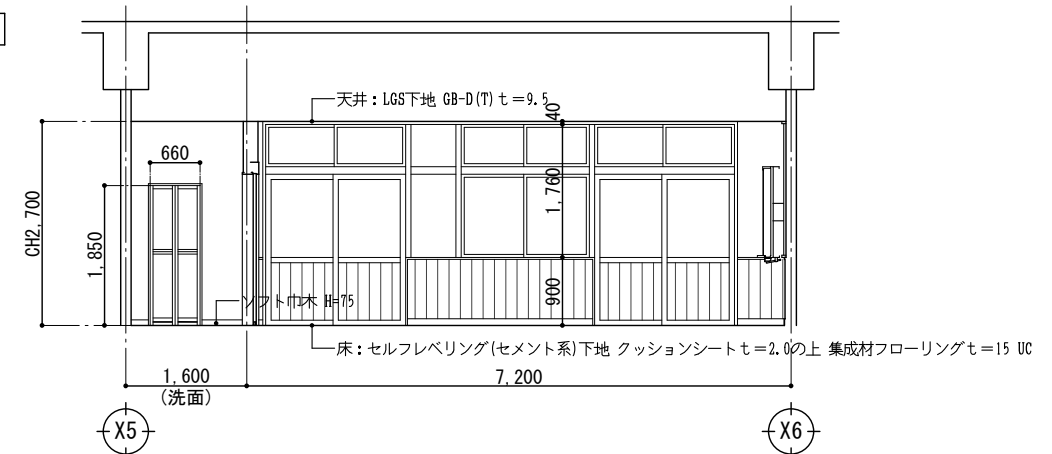 天井：LGS下地 GB-D(T)ｔ＝9.5
40
660
1,760
CH2,700
1,850
900
ソフト巾木 H=75
床：セルフレベリング(セメント系)下地 クッションシートｔ＝2.0の上 集成材フローリングｔ＝15 UC
1,600
(洗面)
7,200
X5
X6